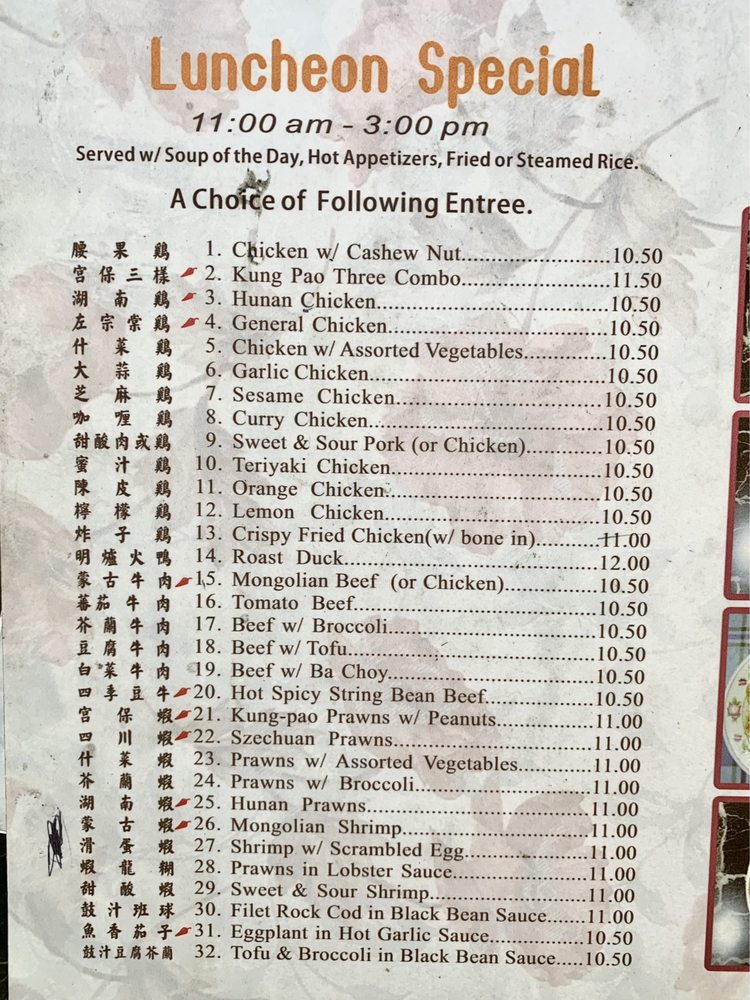 Luncheon Special
11:00 am - 3:00 pm
Served w/ Soup of the Day, Hot Appetizers, Fried or Steamed Rice.
A Choice of Following Entree.
腰果鷄 1. Chicken w/ Cashew Nut 10.50
宮保三樣 2. Kung Pao Three Combo 11.50
湖南鷄 3. Hunan Chicken 10.50
左宗棠鷄 4. General Chicken 10.50
什菜鷄 5. Chicken w/ Assorted Vegetables 10.50
大蒜鷄 6. Garlic Chicken 10.50
芝麻鷄 7. Sesame Chicken 10.50
咖喱鷄 8. Curry Chicken 10.50
甜酸肉或鷄 9. Sweet & Sour Pork (or Chicken) 10.50
蜜汁鷄 10. Teriyaki Chicken 10.50
陳皮鷄 11. Orange Chicken 10.50
檸檬鷄 12. Lemon Chicken 10.50
炸子鷄 13. Crispy Fried Chicken(w/ bone in) 11.00
明爐火鴨 14. Roast Duck 12.00
蒙古牛肉 15. Mongolian Beef (or Chicken) 10.50
蕃茄牛肉 16. Tomato Beef 10.50
芥蘭牛肉 17. Beef w/ Broccoli 10.50
豆腐牛肉 18. Beef w/ Tofu 10.50
白菜牛肉 19. Beef w/ Ba Choy 10.50
四季豆牛 20. Hot Spicy String Bean Beef 10.50
宮保蝦 21. Kung-pao Prawns w/ Peanuts 11.00
四川蝦 22. Szechuan Prawns 11.00
什菜蝦 23. Prawns w/ Assorted Vegetables 11.00
芥蘭蝦 24. Prawns w/ Broccoli 11.00
湖南蝦 25. Hunan Prawns 11.00
蒙古蝦 26. Mongolian Shrimp 11.00
滑蛋蝦 27. Shrimp w/ Scrambled Egg 11.00
蝦龍糊 28. Prawns in Lobster Sauce 11.00
甜酸蝦 29. Sweet & Sour Shrimp 11.00
鼓汁班球 30. Filet Rock Cod in Black Bean Sauce 11.00
魚香茄子 31. Eggplant in Hot Garlic Sauce 10.50
鼓汁豆腐芥蘭 32. Tofu & Broccoli in Black Bean Sauce 10.50